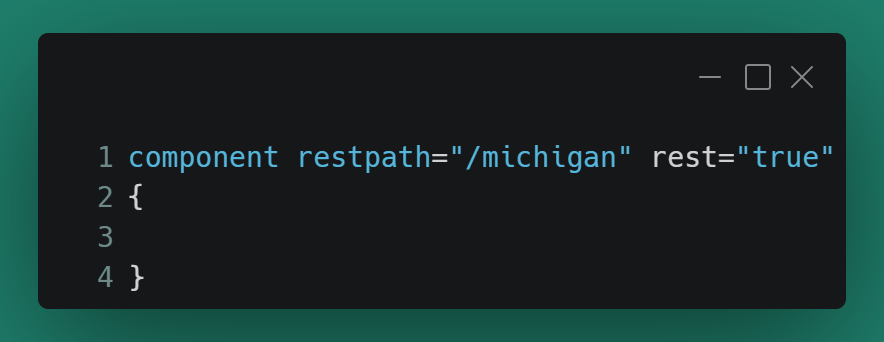 1 component restpath="/michigan" rest="true"
2 {
3
4 }